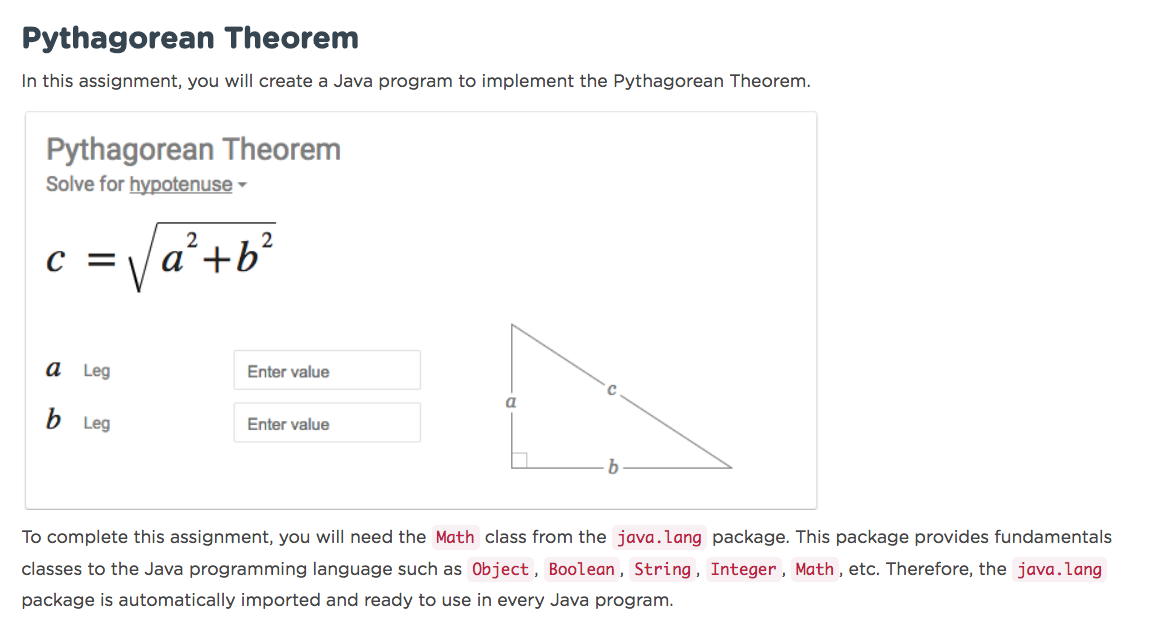 Pythagorean Theorem
In this assignment, you will create a Java program to implement the Pythagorean Theorem.
Pythagorean Theorem
Solve for hypotenuse
c = √a²+b²
a Leg Enter value
b Leg Enter value
a
c
b
To complete this assignment, you will need the Math class from the java.lang package. This package provides fundamentals
classes to the Java programming language such as Object, Boolean, String, Integer, Math, etc. Therefore, the java.lang
package is automatically imported and ready to use in every Java program.